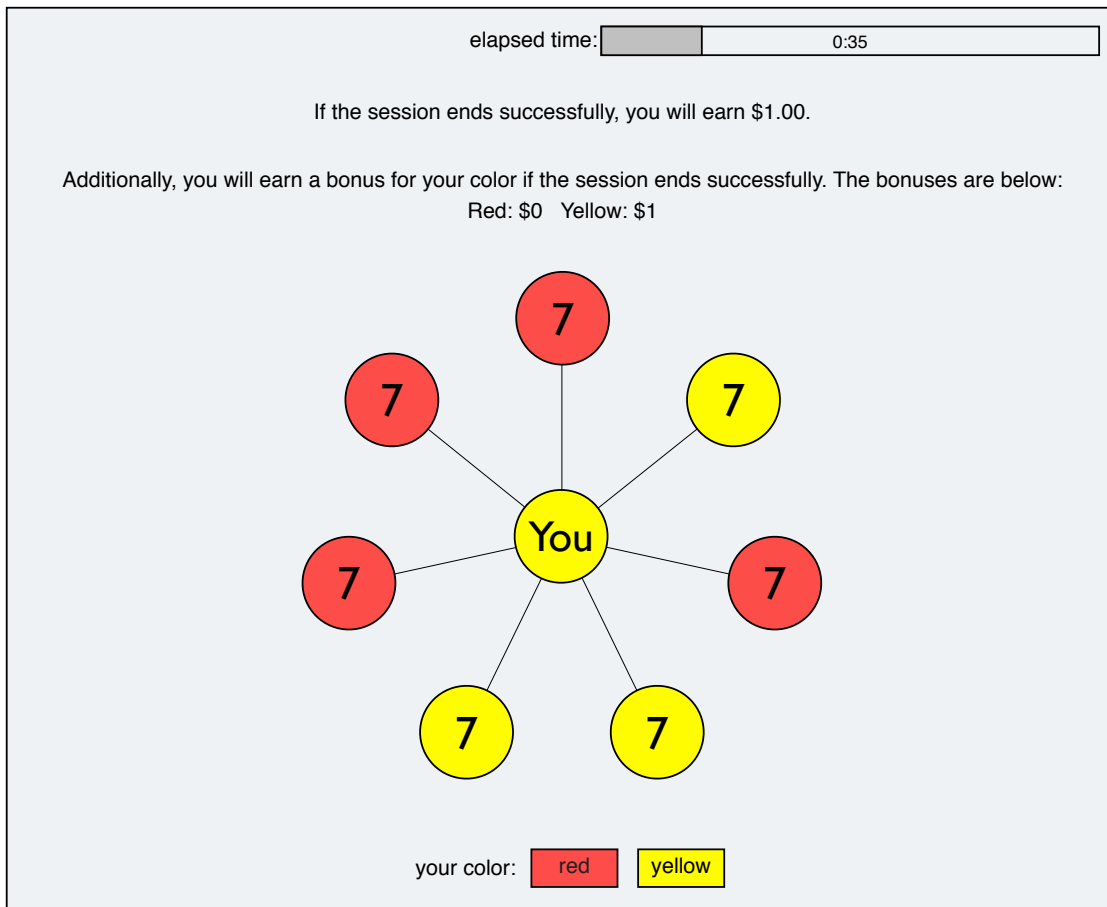 elapsed time: 0:35
If the session ends successfully, you will earn $1.00.
Additionally, you will earn a bonus for your color if the session ends successfully. The bonuses are below:
Red: $0 Yellow: $1
7
7 7
You
7 7
7 7
your color: red yellow